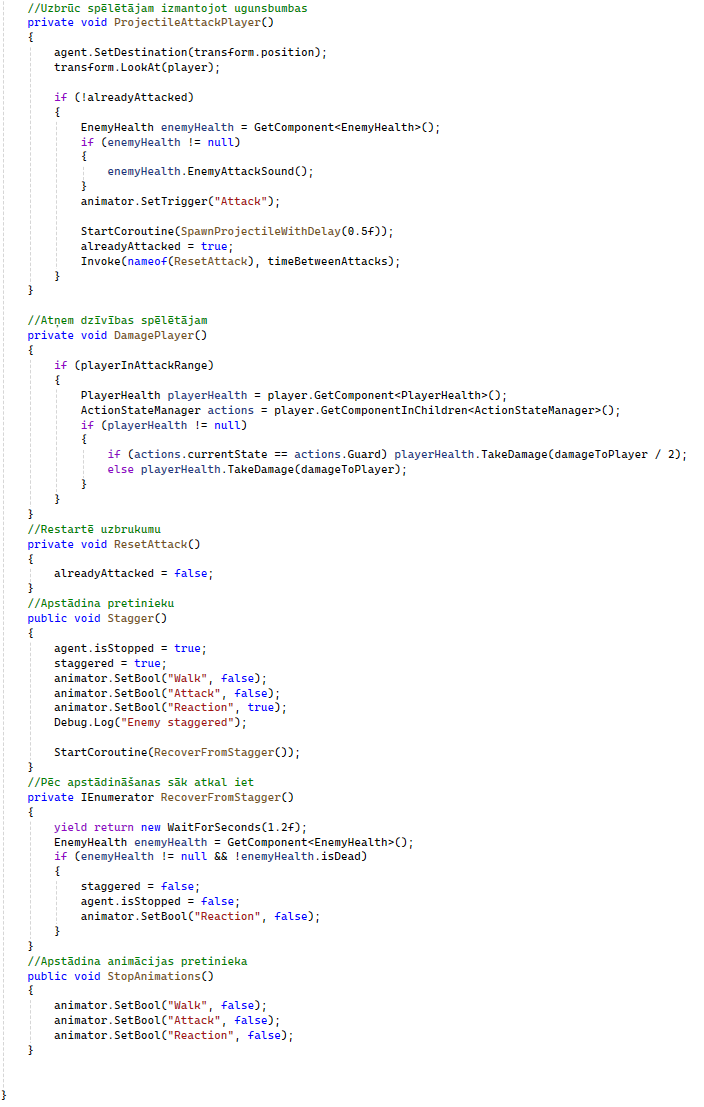 //Uzbrūc spēlētājam izmantojot ugunsbumbas
private void ProjectileAttackPlayer()
{
agent.SetDestination(transform.position);
transform.LookAt(player);
if (!alreadyAttacked)
{
EnemyHealth enemyHealth = GetComponent<EnemyHealth>();
if (enemyHealth != null)
{
enemyHealth.EnemyAttackSound();
}
animator.SetTrigger("Attack");
StartCoroutine(SpawnProjectileWithDelay(0.5f));
alreadyAttacked = true;
Invoke(nameof(ResetAttack), timeBetweenAttacks);
}
}
//Atņem dzīvības spēlētājam
private void DamagePlayer()
{
if (playerInAttackRange)
{
PlayerHealth playerHealth = player.GetComponent<PlayerHealth>();
ActionStateManager actions = player.GetComponentInChildren<ActionStateManager>();
if (playerHealth != null)
{
if (actions.currentState == actions.Guard) playerHealth.TakeDamage(damageToPlayer / 2);
else playerHealth.TakeDamage(damageToPlayer);
}
}
}
//Restartē uzbrukumu
private void ResetAttack()
{
alreadyAttacked = false;
}
//Apstādina pretinieku
public void Stagger()
{
agent.isStopped = true;
staggered = true;
animator.SetBool("Walk", false);
animator.SetBool("Attack", false);
animator.SetBool("Reaction", true);
Debug.Log("Enemy staggered");
StartCoroutine(RecoverFromStagger());
}
//Pēc apstādināšanas sāk atkal iet
private IEnumerator RecoverFromStagger()
{
yield return new WaitForSeconds(1.2f);
EnemyHealth enemyHealth = GetComponent<EnemyHealth>();
if (enemyHealth != null && !enemyHealth.isDead)
{
staggered = false;
agent.isStopped = false;
animator.SetBool("Reaction", false);
}
}
//Apstādina animācijas pretinieka
public void StopAnimations()
{
animator.SetBool("Walk", false);
animator.SetBool("Attack", false);
animator.SetBool("Reaction", false);
}
}